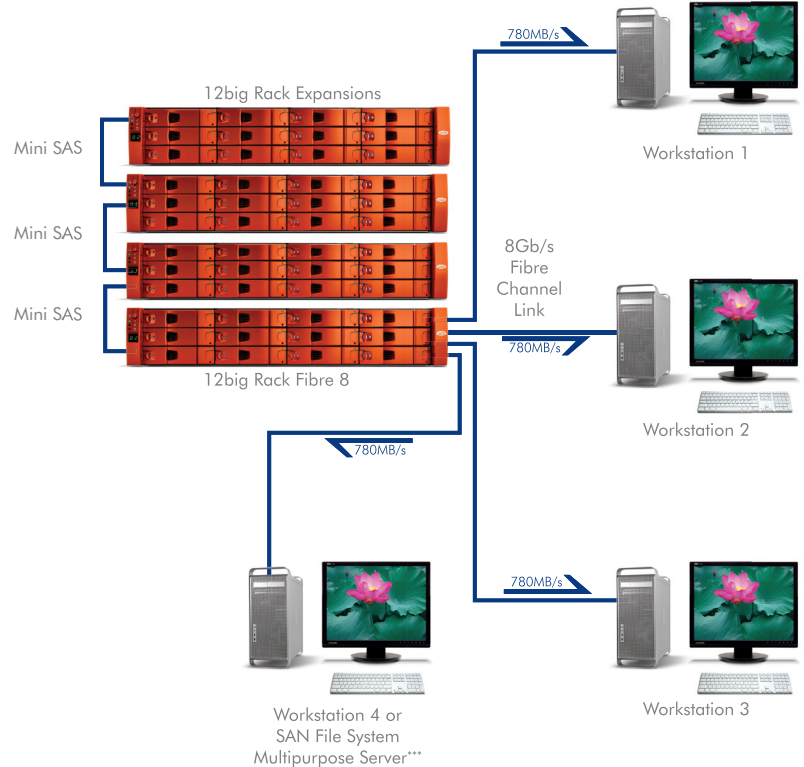 780MB/s
12big Rack Expansions
Mini SAS
Workstation 1
Mini SAS
8Gb/s
Fibre
Channel
Link
Mini SAS
780MB/s
12big Rack Fibre 8
Workstation 2
780MB/s
780MB/s
Workstation 3
Workstation 4 or
SAN File System
Multipurpose Server***